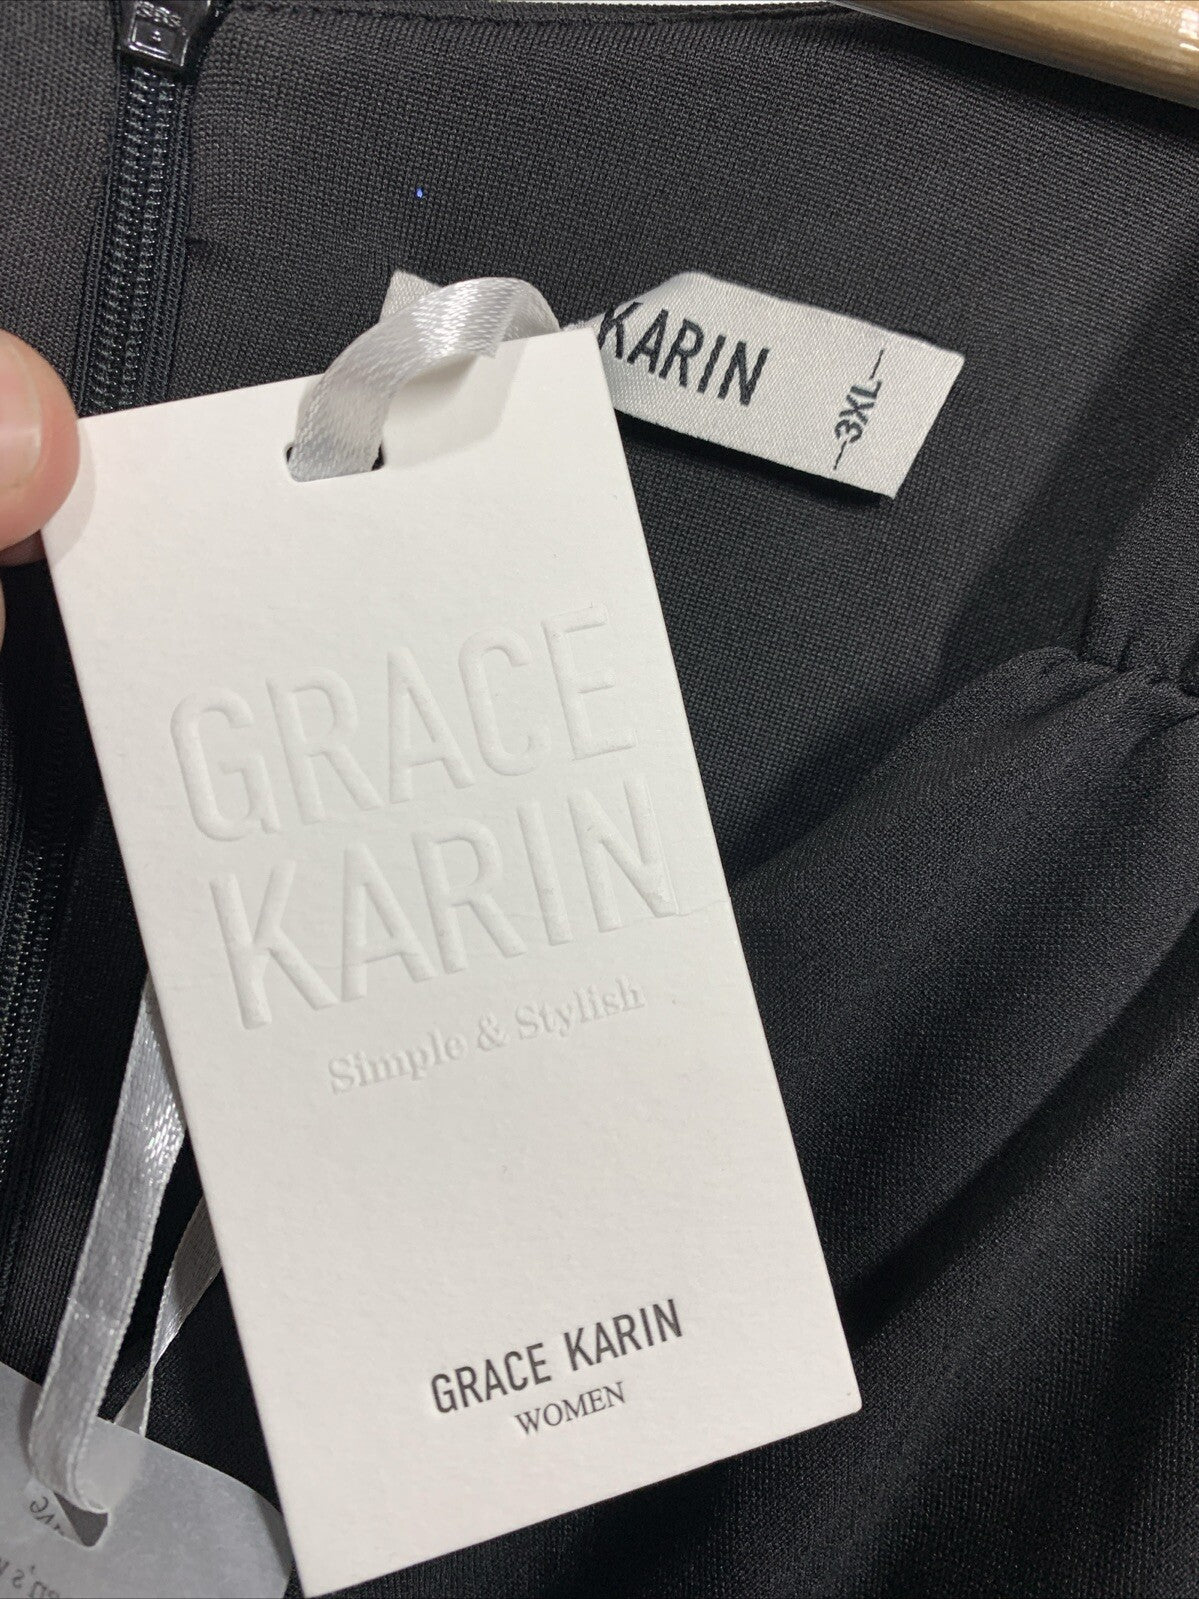 KARIN
3XL
GRACE
KARIN
Simple & Stylish
GRACE KARIN
WOMEN